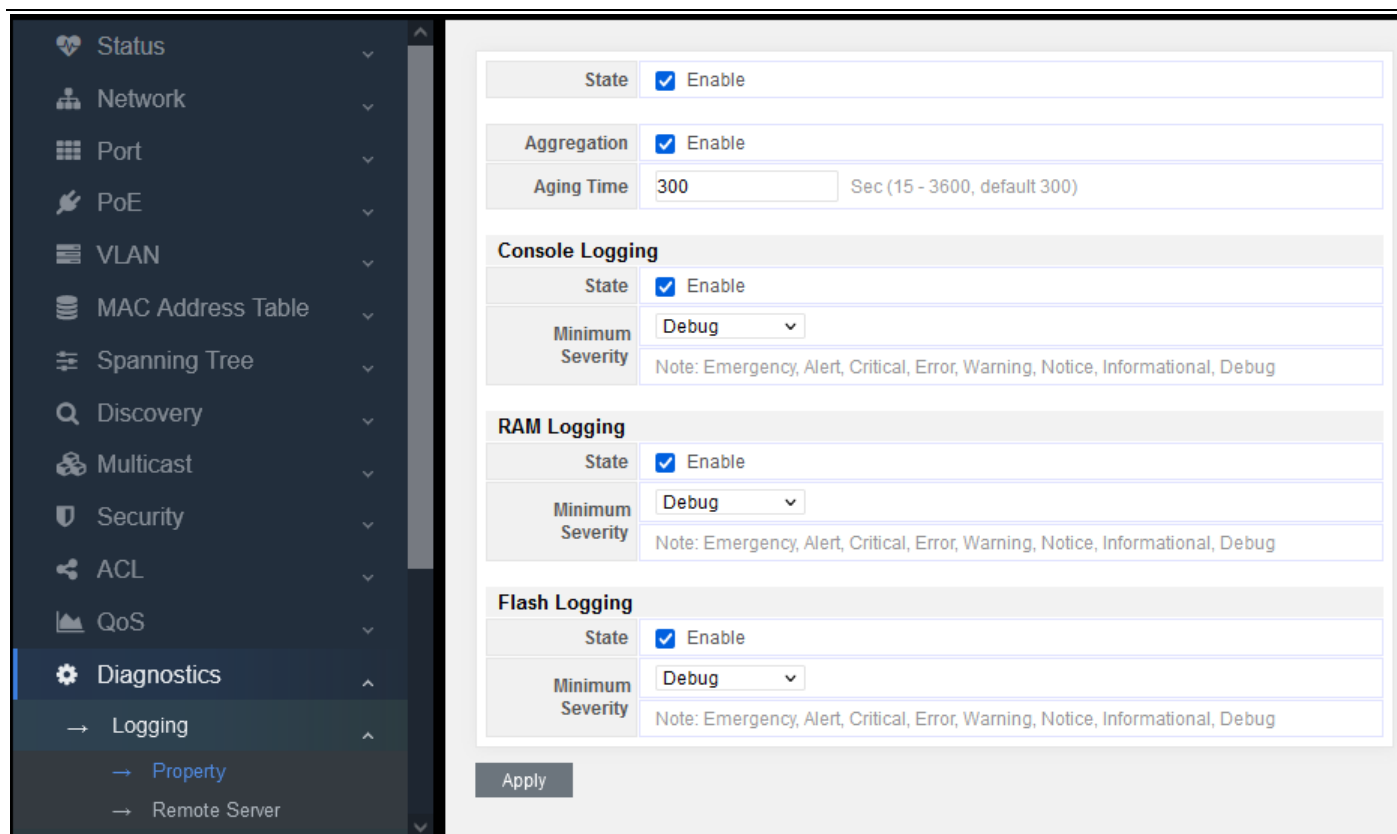 Status
Network
Port
PoE
VLAN
MAC Address Table
Spanning Tree
Discovery
Multicast
Security
ACL
QoS
Diagnostics
→ Logging
→ Property
→ Remote Server
State Enable
Aggregation Enable
Aging Time 300 Sec (15 - 3600, default 300)
Console Logging
State Enable
Minimum Severity Debug
Note: Emergency, Alert, Critical, Error, Warning, Notice, Informational, Debug
RAM Logging
State Enable
Minimum Severity Debug
Note: Emergency, Alert, Critical, Error, Warning, Notice, Informational, Debug
Flash Logging
State Enable
Minimum Severity Debug
Note: Emergency, Alert, Critical, Error, Warning, Notice, Informational, Debug
Apply